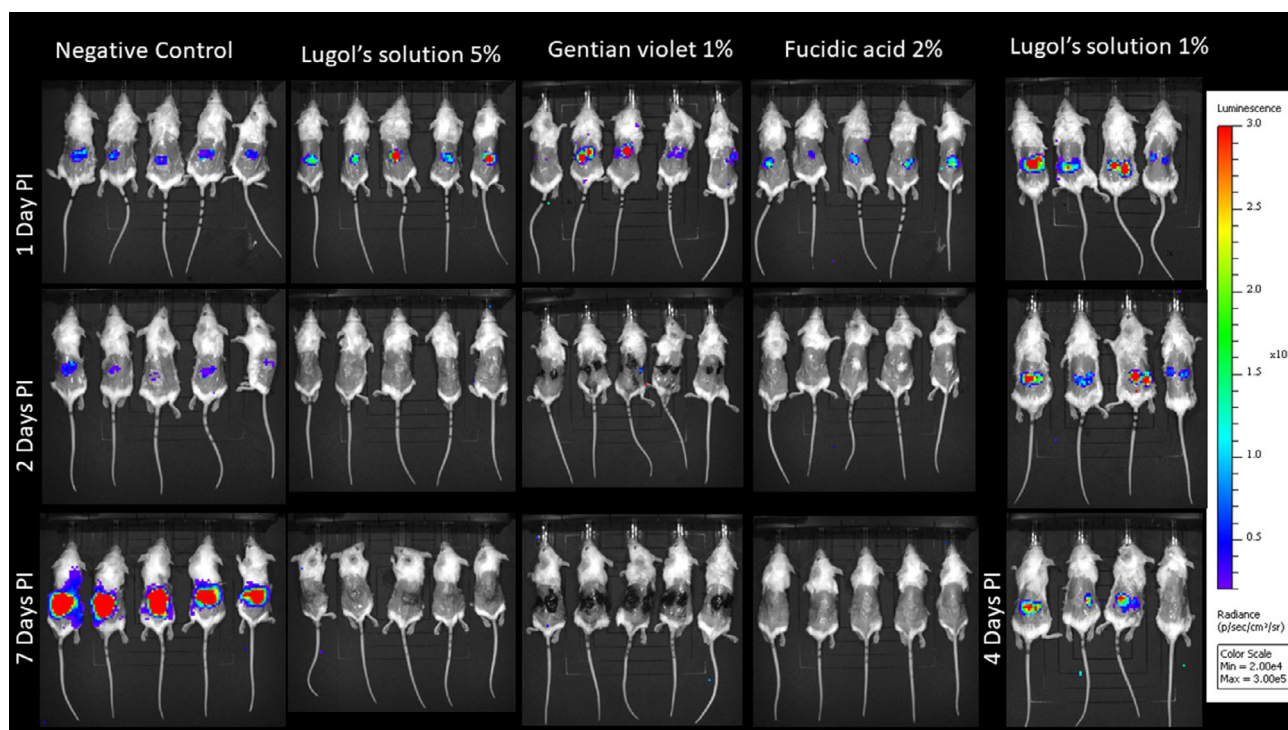 Negative Control
Lugol's solution 5%
Gentian violet 1%
Fucidic acid 2%
Lugol's solution 1%
1 Day PI
2 Days PI
7 Days PI
4 Days PI
Luminescence
3.0
2.5
2.0
x10
1.5
1.0
0.5
Radiance
(p/sec/cm²/sr)
Color Scale
Min = 2.00e4
Max = 3.00e5